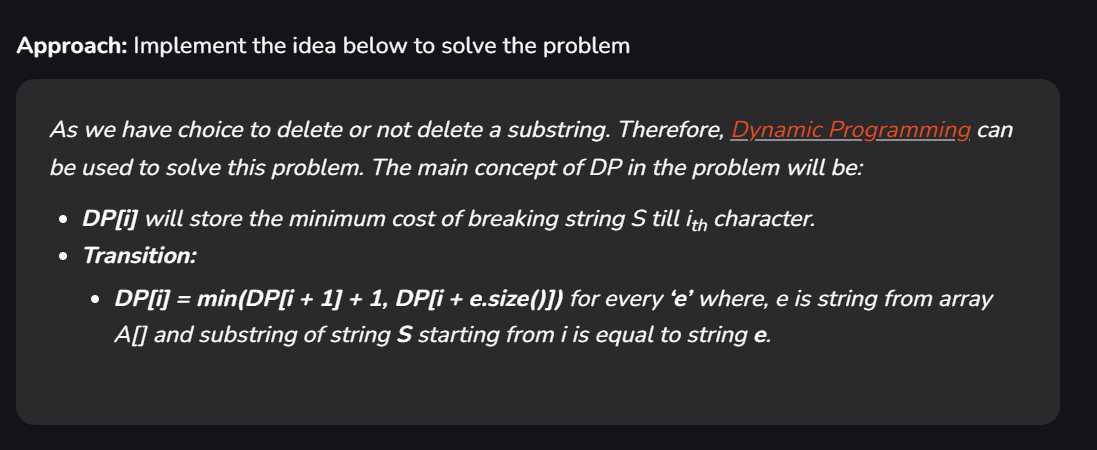 Approach: Implement the idea below to solve the problem
As we have choice to delete or not delete a substring. Therefore, Dynamic Programming can
be used to solve this problem. The main concept of DP in the problem will be:
• DP[i] will store the minimum cost of breaking string S till ith character.
• Transition:
• DP[i] = min(DP[i + 1] + 1, DP[i + e.size()]) for every ‘e’ where, e is string from array
A[] and substring of string S starting from i is equal to string e.